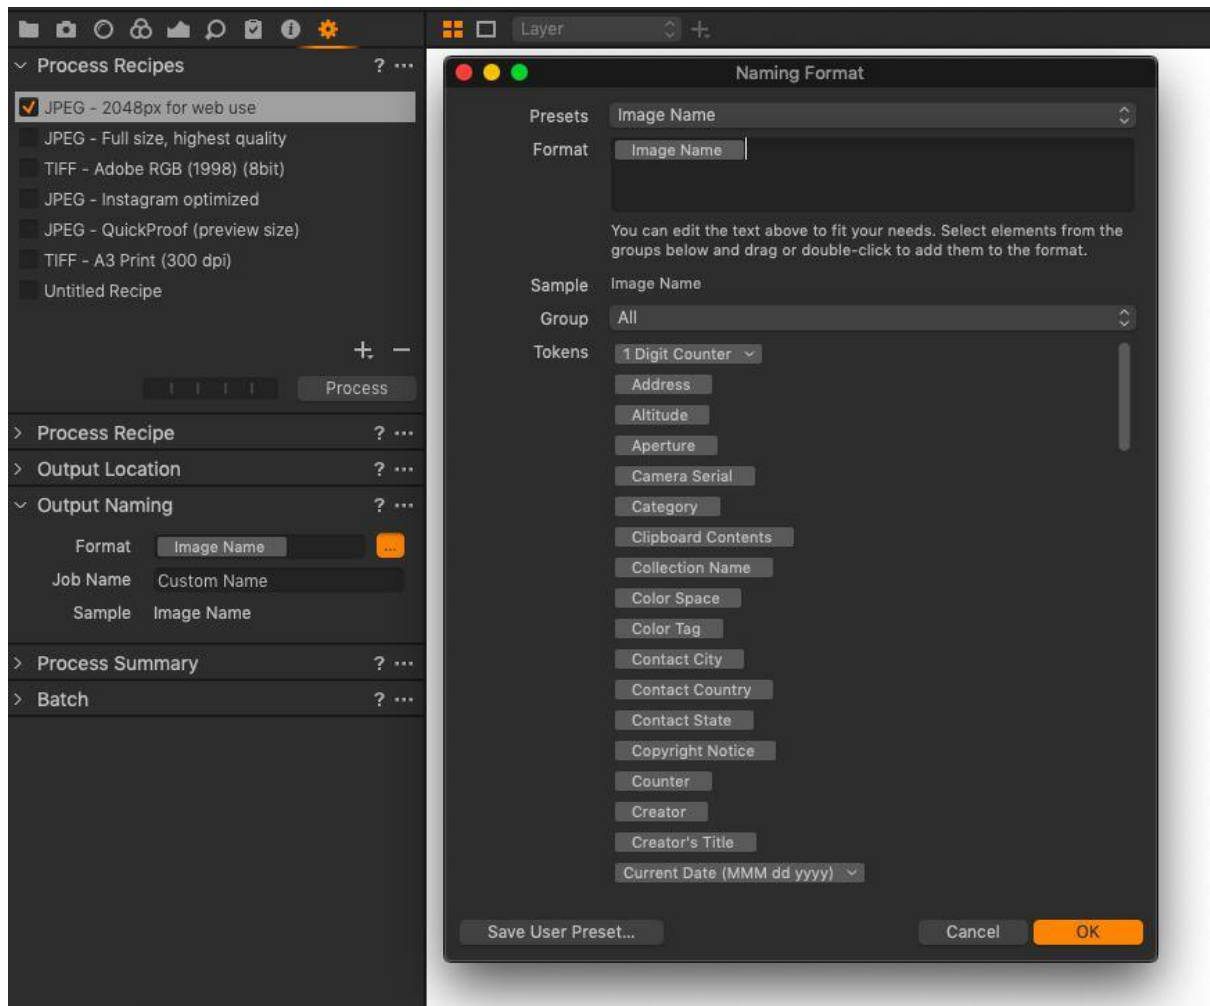 Layer
Process Recipes ? ...
JPEG - 2048px for web use
JPEG - Full size, highest quality
TIFF - Adobe RGB (1998) (8bit)
JPEG - Instagram optimized
JPEG - QuickProof (preview size)
TIFF - A3 Print (300 dpi)
Untitled Recipe
Process
Process Recipe ? ...
Output Location ? ...
Output Naming ? ...
Format Image Name ...
Job Name Custom Name
Sample Image Name
Process Summary ? ...
Batch ? ...
Naming Format
Presets Image Name
Format Image Name
You can edit the text above to fit your needs. Select elements from the
groups below and drag or double-click to add them to the format.
Sample Image Name
Group All
Tokens 1 Digit Counter
Address
Altitude
Aperture
Camera Serial
Category
Clipboard Contents
Collection Name
Color Space
Color Tag
Contact City
Contact Country
Contact State
Copyright Notice
Counter
Creator
Creator's Title
Current Date (MMM dd yyyy)
Save User Preset...
Cancel
OK